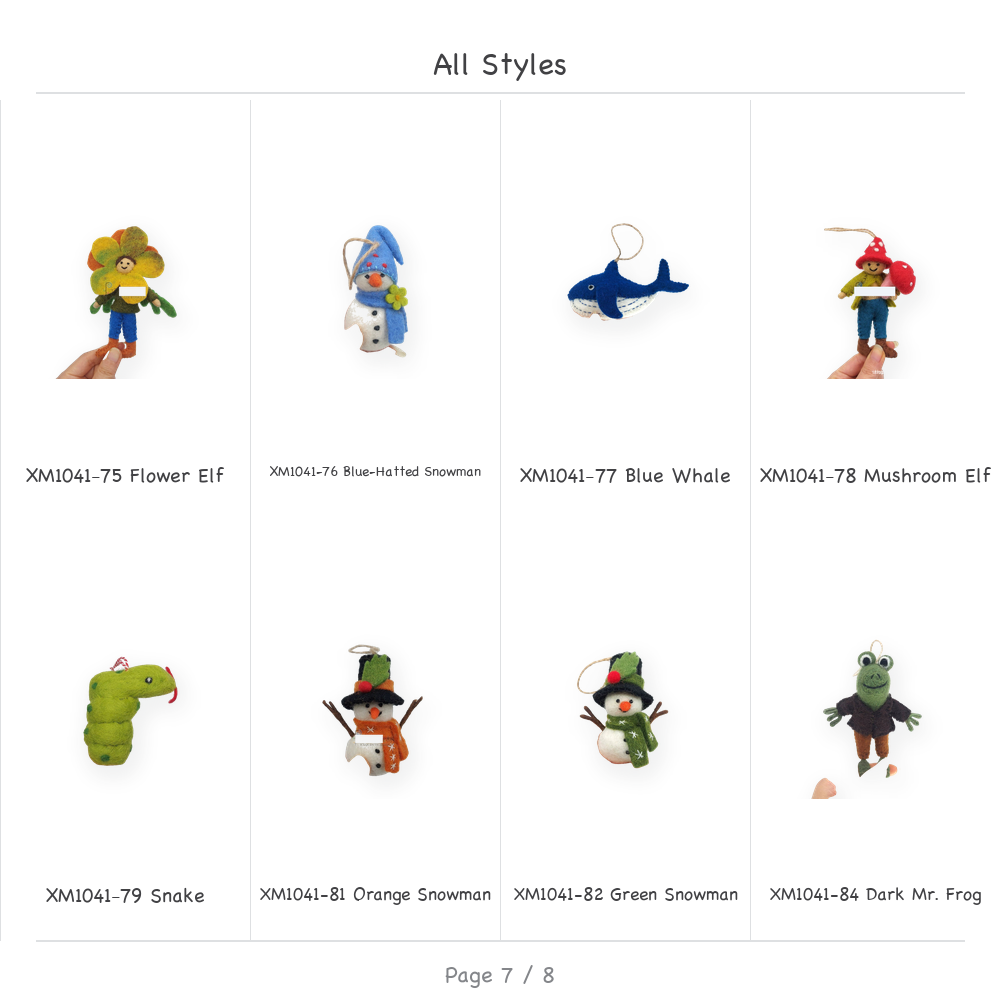 All Styles
XM1041-75 Flower Elf
XM1041-76 Blue-Hatted Snowman
XM1041-77 Blue Whale
XM1041-78 Mushroom Elf
XM1041-79 Snake
XM1041-81 Orange Snowman
XM1041-82 Green Snowman
XM1041-84 Dark Mr. Frog
Page 7 / 8